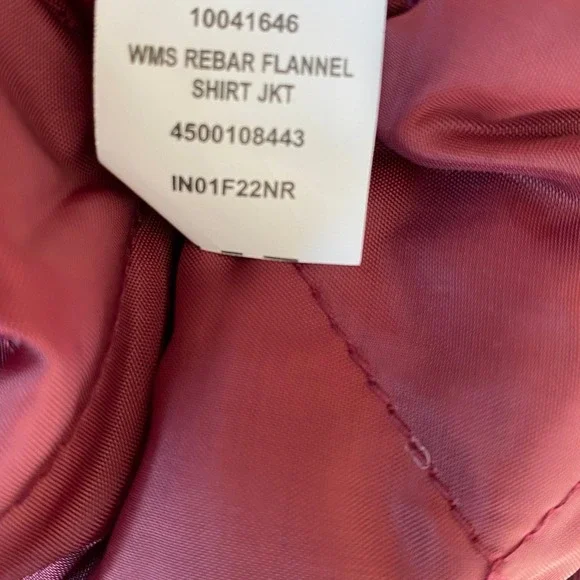 10041646
WMS REBAR FLANNEL
SHIRT JKT
4500108443
IN01F22NR